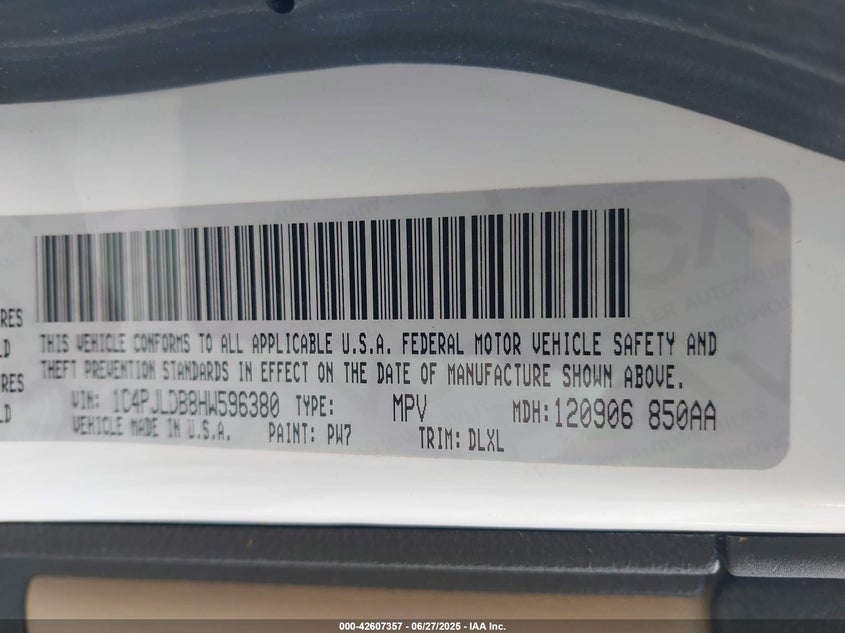 RES
LD
RES
LD
THIS VEHICLE CONFORMS TO ALL APPLICABLE U.S.A. FEDERAL MOTOR VEHICLE SAFETY AND
THEFT PREVENTION STANDARDS IN EFFECT ON THE DATE OF MANUFACTURE SHOWN ABOVE.
VIN: 1C4PJLDB8HW596380 TYPE: MPV MDH: 120906 850AA
VEHICLE MADE IN U.S.A. PAINT: PW7 TRIM: DLXL
000-42607357 - 06/27/2025 - IAA Inc.